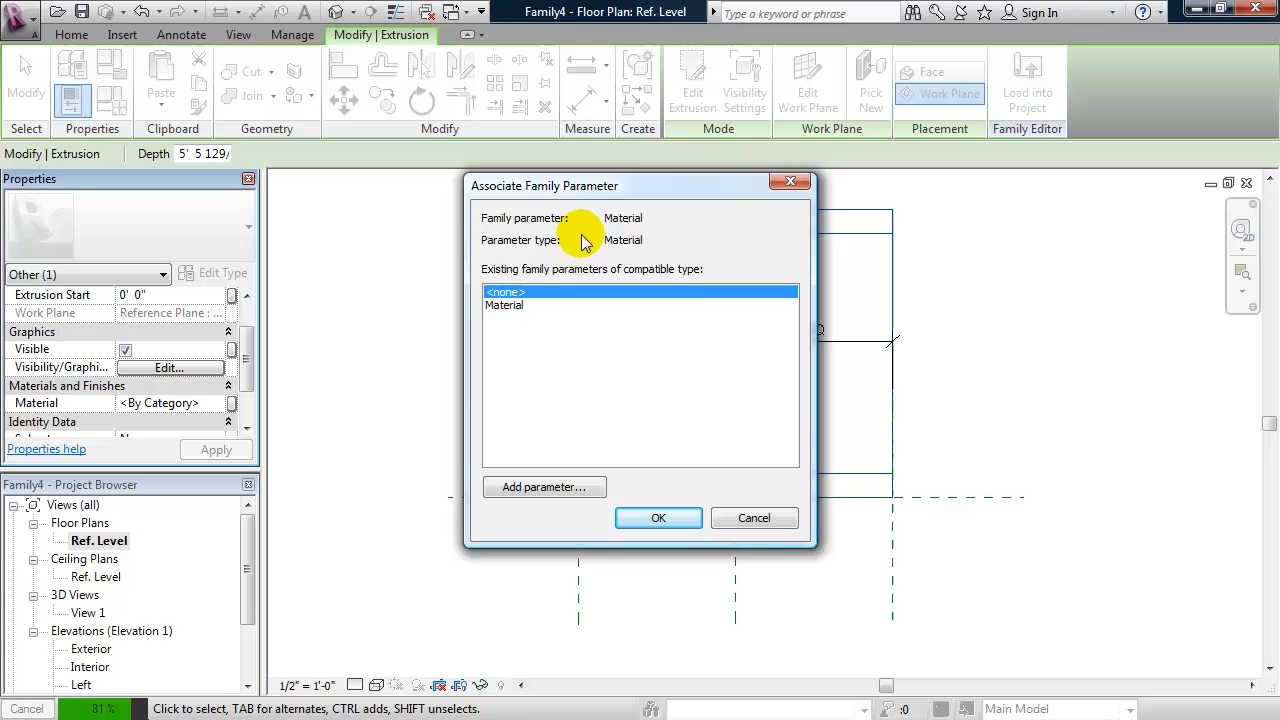 Family4 - Floor Plan: Ref. Level
Type a keyword or phrase
Sign In
Home Insert Annotate View Manage Modify | Extrusion
Modify
Paste
Cut
Join
Edit Extrusion
Visibility Settings
Edit Work Plane
Pick New
Face
Work Plane
Load into Project
Select Properties Clipboard Geometry Modify Measure Create Mode Work Plane Placement Family Editor
Modify | Extrusion Depth 5' 5 129/
Properties
Other (1)
Edit Type
Extrusion Start 0' 0"
Work Plane Reference Plane : ...
Graphics
Visible
Visibility/Graphi... Edit...
Materials and Finishes
Material <By Category>
Identity Data
Properties help
Apply
Family4 - Project Browser
Views (all)
Floor Plans
Ref. Level
Ceiling Plans
Ref. Level
3D Views
View 1
Elevations (Elevation 1)
Exterior
Interior
Left
Associate Family Parameter
Family parameter: Material
Parameter type: Material
Existing family parameters of compatible type:
<none>
Material
Add parameter...
OK
Cancel
1/2" = 1'-0"
Cancel
81 %
Click to select, TAB for alternates, CTRL adds, SHIFT unselects.
:0
Main Model